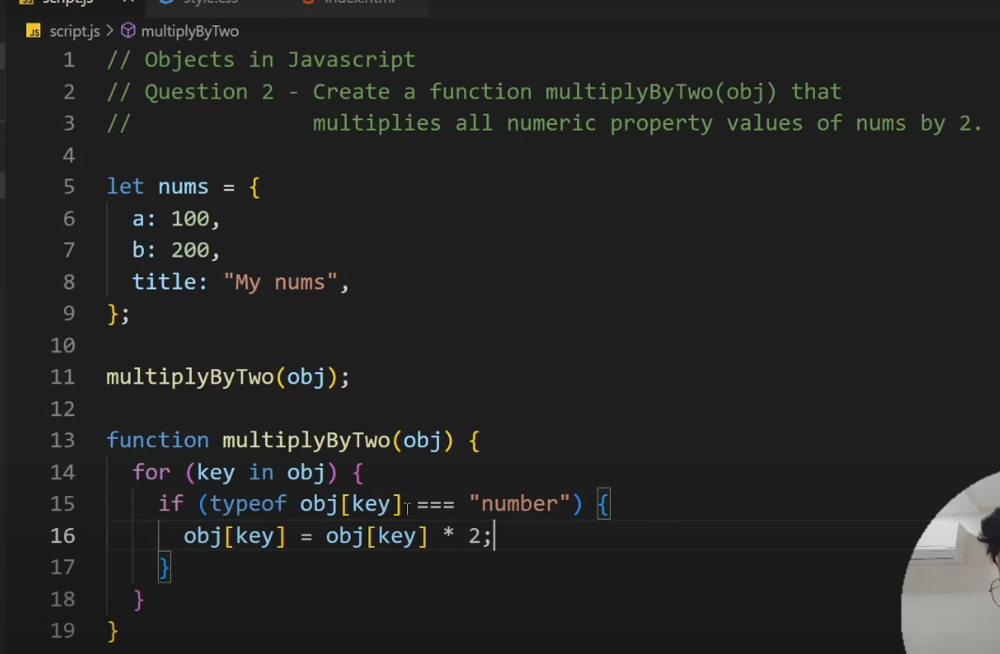 script.js style.css index.html
JS script.js > multiplyByTwo
1 // Objects in Javascript
2 // Question 2 - Create a function multiplyByTwo(obj) that
3 //              multiplies all numeric property values of nums by 2.
4
5 let nums = {
6   a: 100,
7   b: 200,
8   title: "My nums",
9 };
10
11 multiplyByTwo(obj);
12
13 function multiplyByTwo(obj) {
14   for (key in obj) {
15     if (typeof obj[key] === "number") {
16       obj[key] = obj[key] * 2;
17     }
18   }
19 }